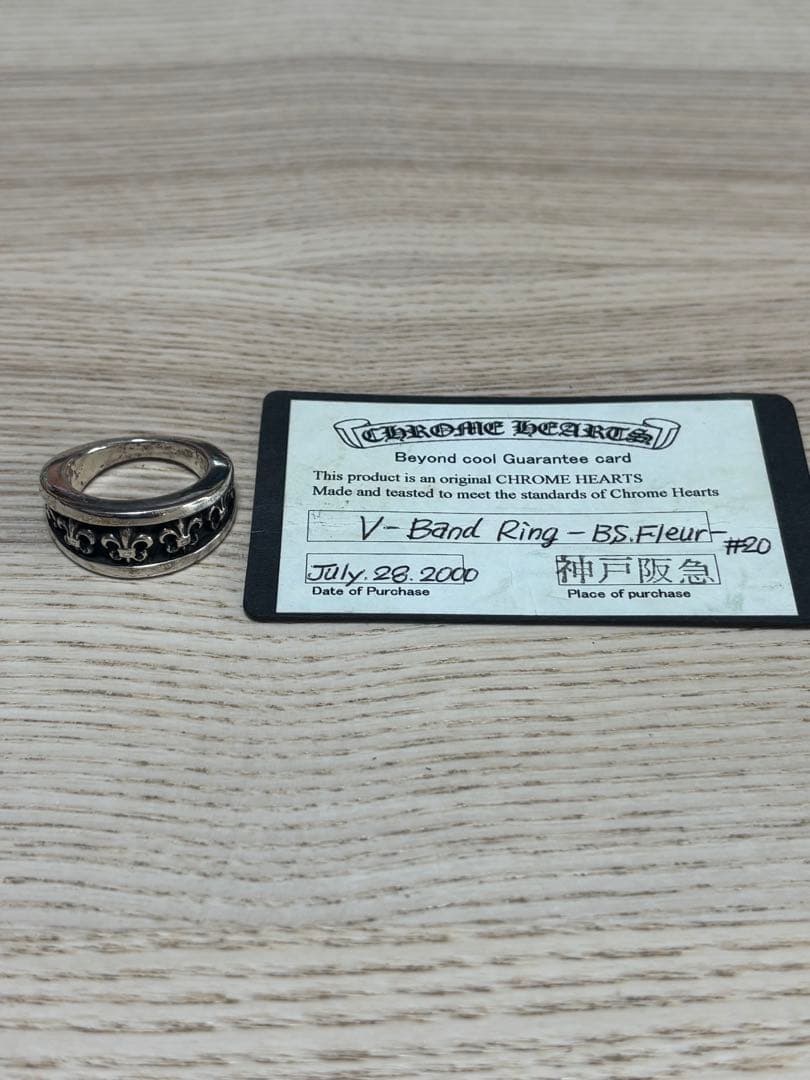 CHROME HEARTS
Beyond cool Guarantee card
This product is an original CHROME HEARTS
Made and teasted to meet the standards of Chrome Hearts
V-Band Ring-BS.Fleur-#20
July.28.2000 神戸阪急
Date of Purchase Place of purchase